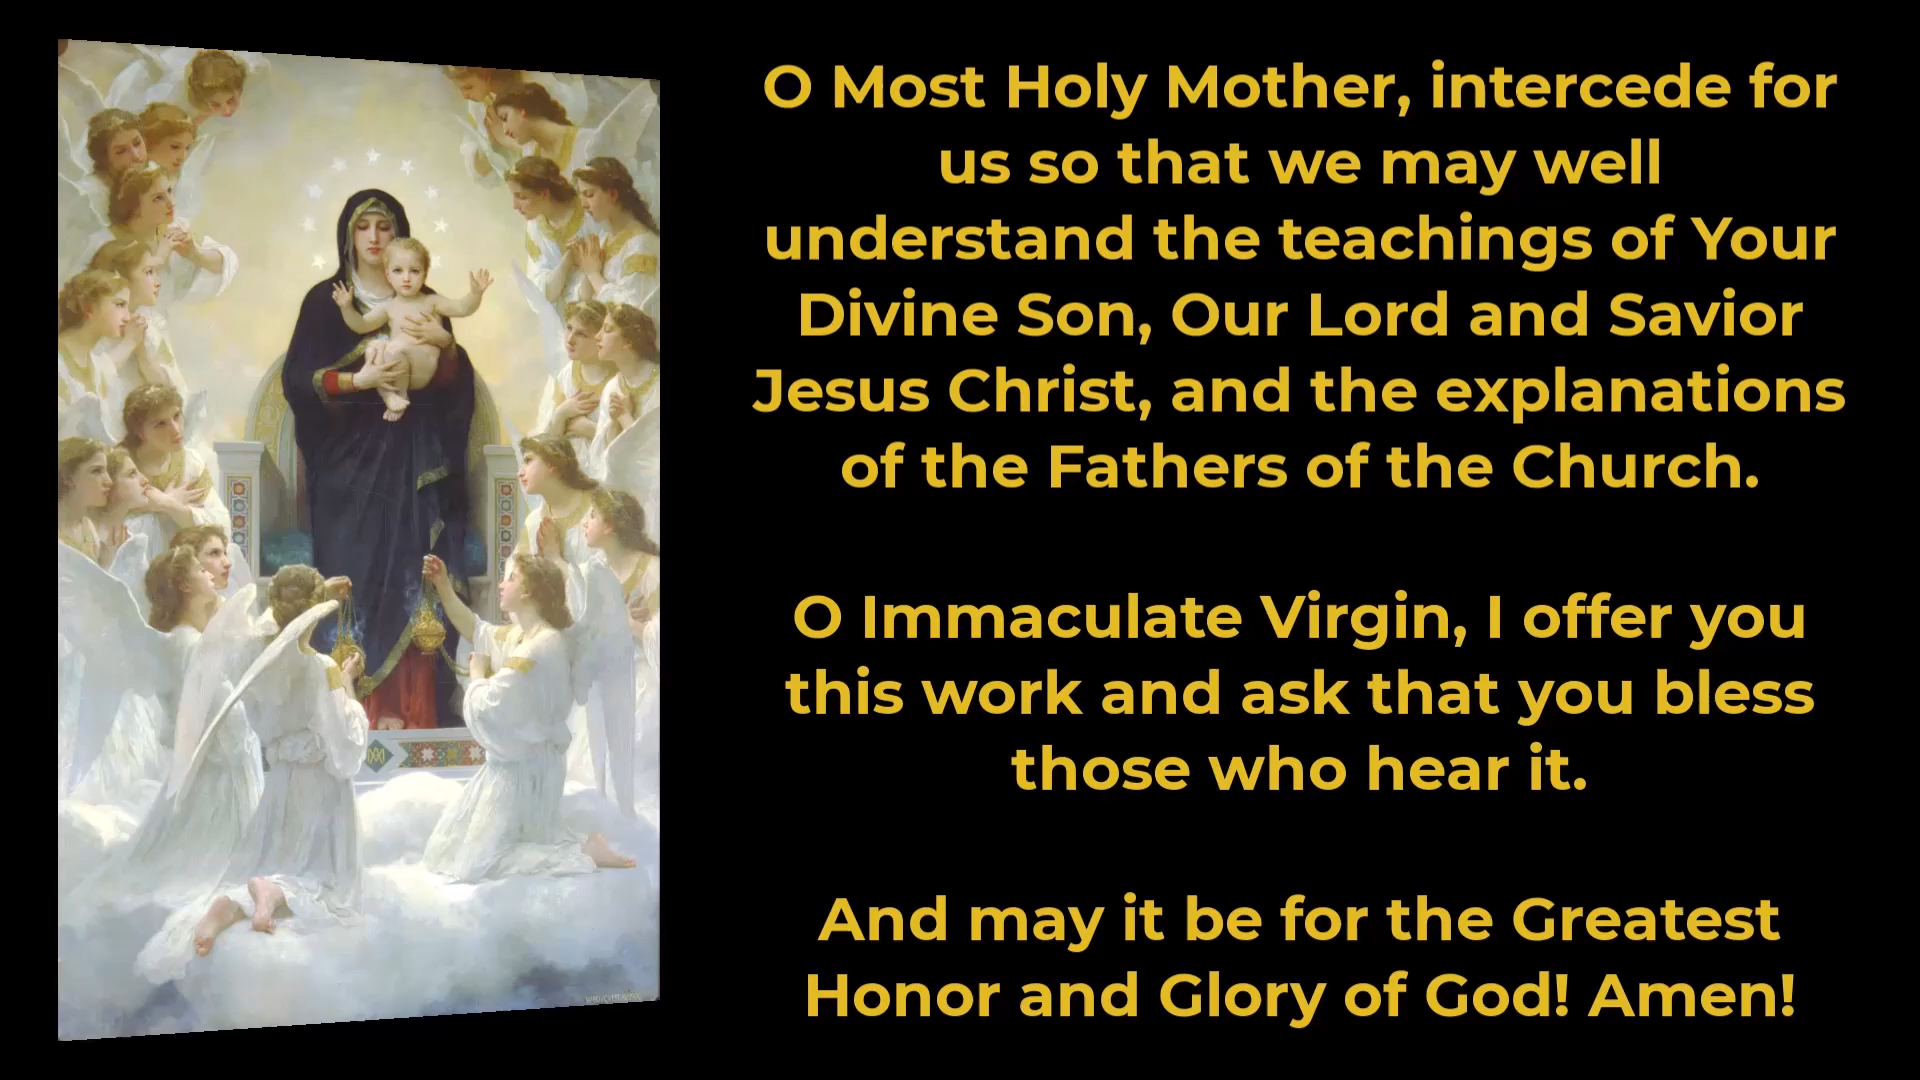 O Most Holy Mother, intercede for
us so that we may well
understand the teachings of Your
Divine Son, Our Lord and Savior
Jesus Christ, and the explanations
of the Fathers of the Church.
O Immaculate Virgin, I offer you
this work and ask that you bless
those who hear it.
And may it be for the Greatest
Honor and Glory of God! Amen!